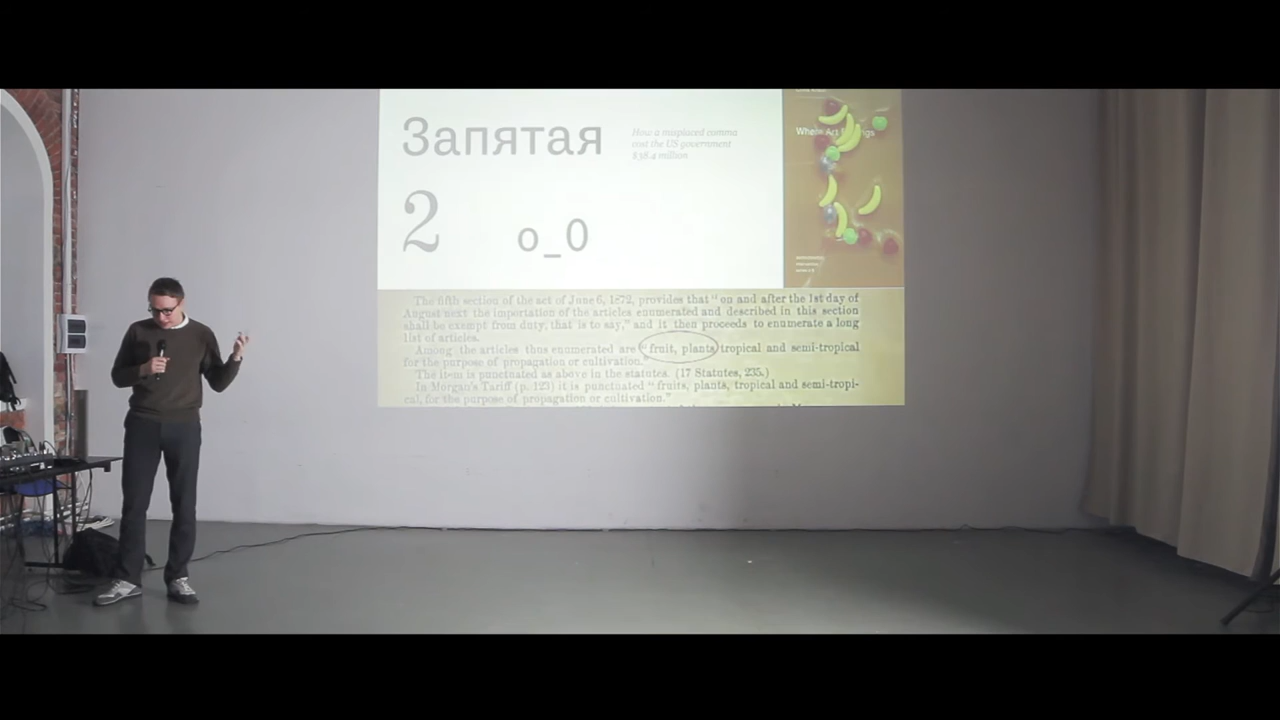 Запятая
How a misplaced comma
cost the US government
$38.4 million
2
o_0
Where Art Belongs
The fifth section of the act of June 6, 1872, provides that “on and after the 1st day of
August next the importation of the articles enumerated and described in this section
shall be exempt from duty; that is to say,” and it then proceeds to enumerate a long
list of articles.
Among the articles thus enumerated are “fruit, plants tropical and semi-tropical
for the purpose of propagation or cultivation.”
The item is punctuated as above in the statutes. (17 Statutes, 235.)
In Morgan's Tariff (p. 123) it is punctuated “fruits, plants, tropical and semi-tropi-
cal, for the purpose of propagation or cultivation.”